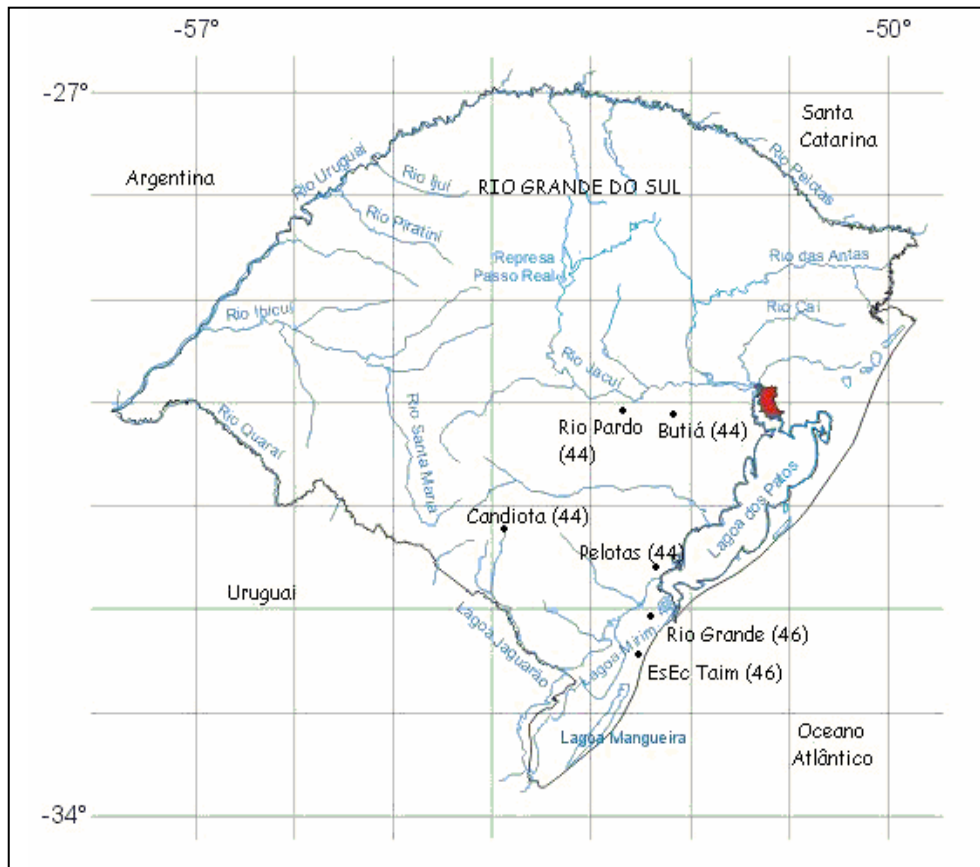 -57°
-50°
-27°
Santa
Catarina
Rio Pelotas
Argentina
Rio Uruguai
Rio Ijuí
RIO GRANDE DO SUL
Rio Piratini
Represa
Passo Real
Rio das Antas
Rio Ibicuí
Rio Caí
Rio Jacuí
Rio Quaraí
Rio Santa Maria
Rio Pardo
(44)
Butiá (44)
Lagoa dos Patos
Candiota (44)
Pelotas (44)
Uruguai
Lagoa Jaguarão
Lagoa Mirim
Rio Grande (46)
EsEc Taim (46)
Lagoa Mangueira
Oceano
Atlântico
-34°